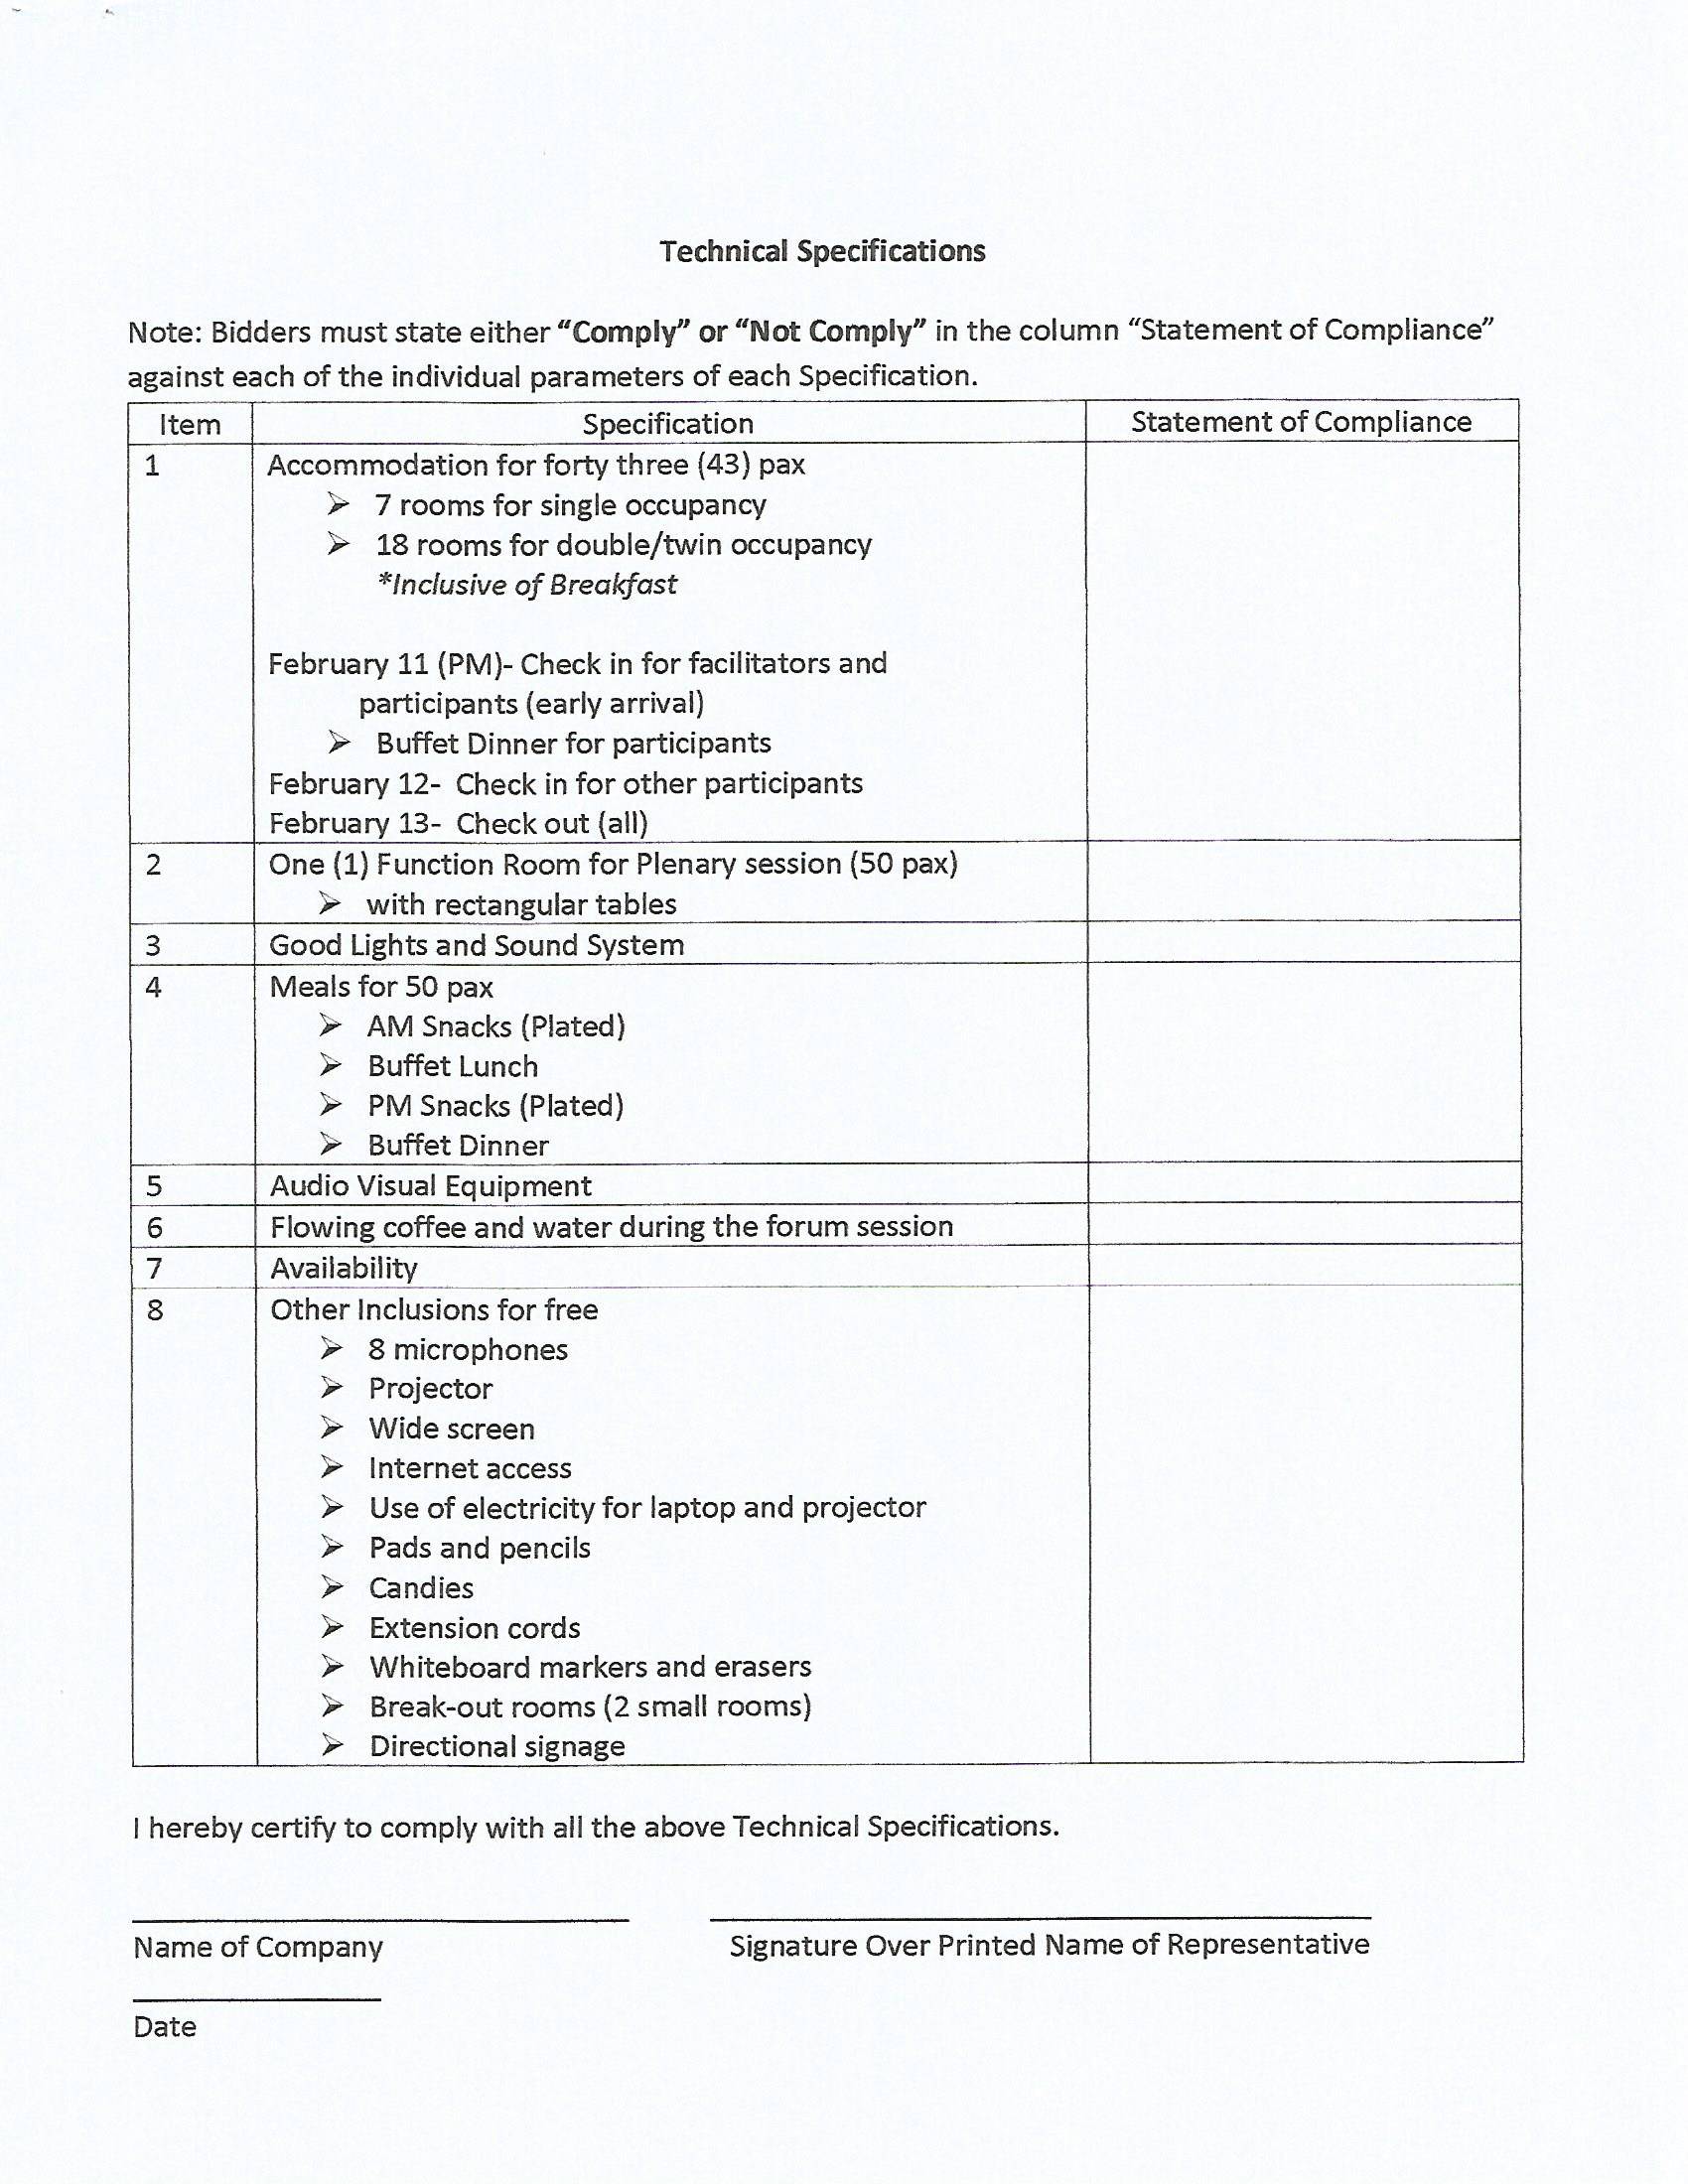 Technical Specifications
Note: Bidders must state either “Comply” or “Not Comply” in the column “Statement of Compliance”
against each of the individual parameters of each Specification.
Item Specification Statement of Compliance
1 Accommodation for forty three (43) pax
➢ 7 rooms for single occupancy
➢ 18 rooms for double/twin occupancy
*Inclusive of Breakfast
February 11 (PM)- Check in for facilitators and
participants (early arrival)
➢ Buffet Dinner for participants
February 12- Check in for other participants
February 13- Check out (all)
2 One (1) Function Room for Plenary session (50 pax)
➢ with rectangular tables
3 Good Lights and Sound System
4 Meals for 50 pax
➢ AM Snacks (Plated)
➢ Buffet Lunch
➢ PM Snacks (Plated)
➢ Buffet Dinner
5 Audio Visual Equipment
6 Flowing coffee and water during the forum session
7 Availability
8 Other Inclusions for free
➢ 8 microphones
➢ Projector
➢ Wide screen
➢ Internet access
➢ Use of electricity for laptop and projector
➢ Pads and pencils
➢ Candies
➢ Extension cords
➢ Whiteboard markers and erasers
➢ Break-out rooms (2 small rooms)
➢ Directional signage
I hereby certify to comply with all the above Technical Specifications.
Name of Company Signature Over Printed Name of Representative
Date